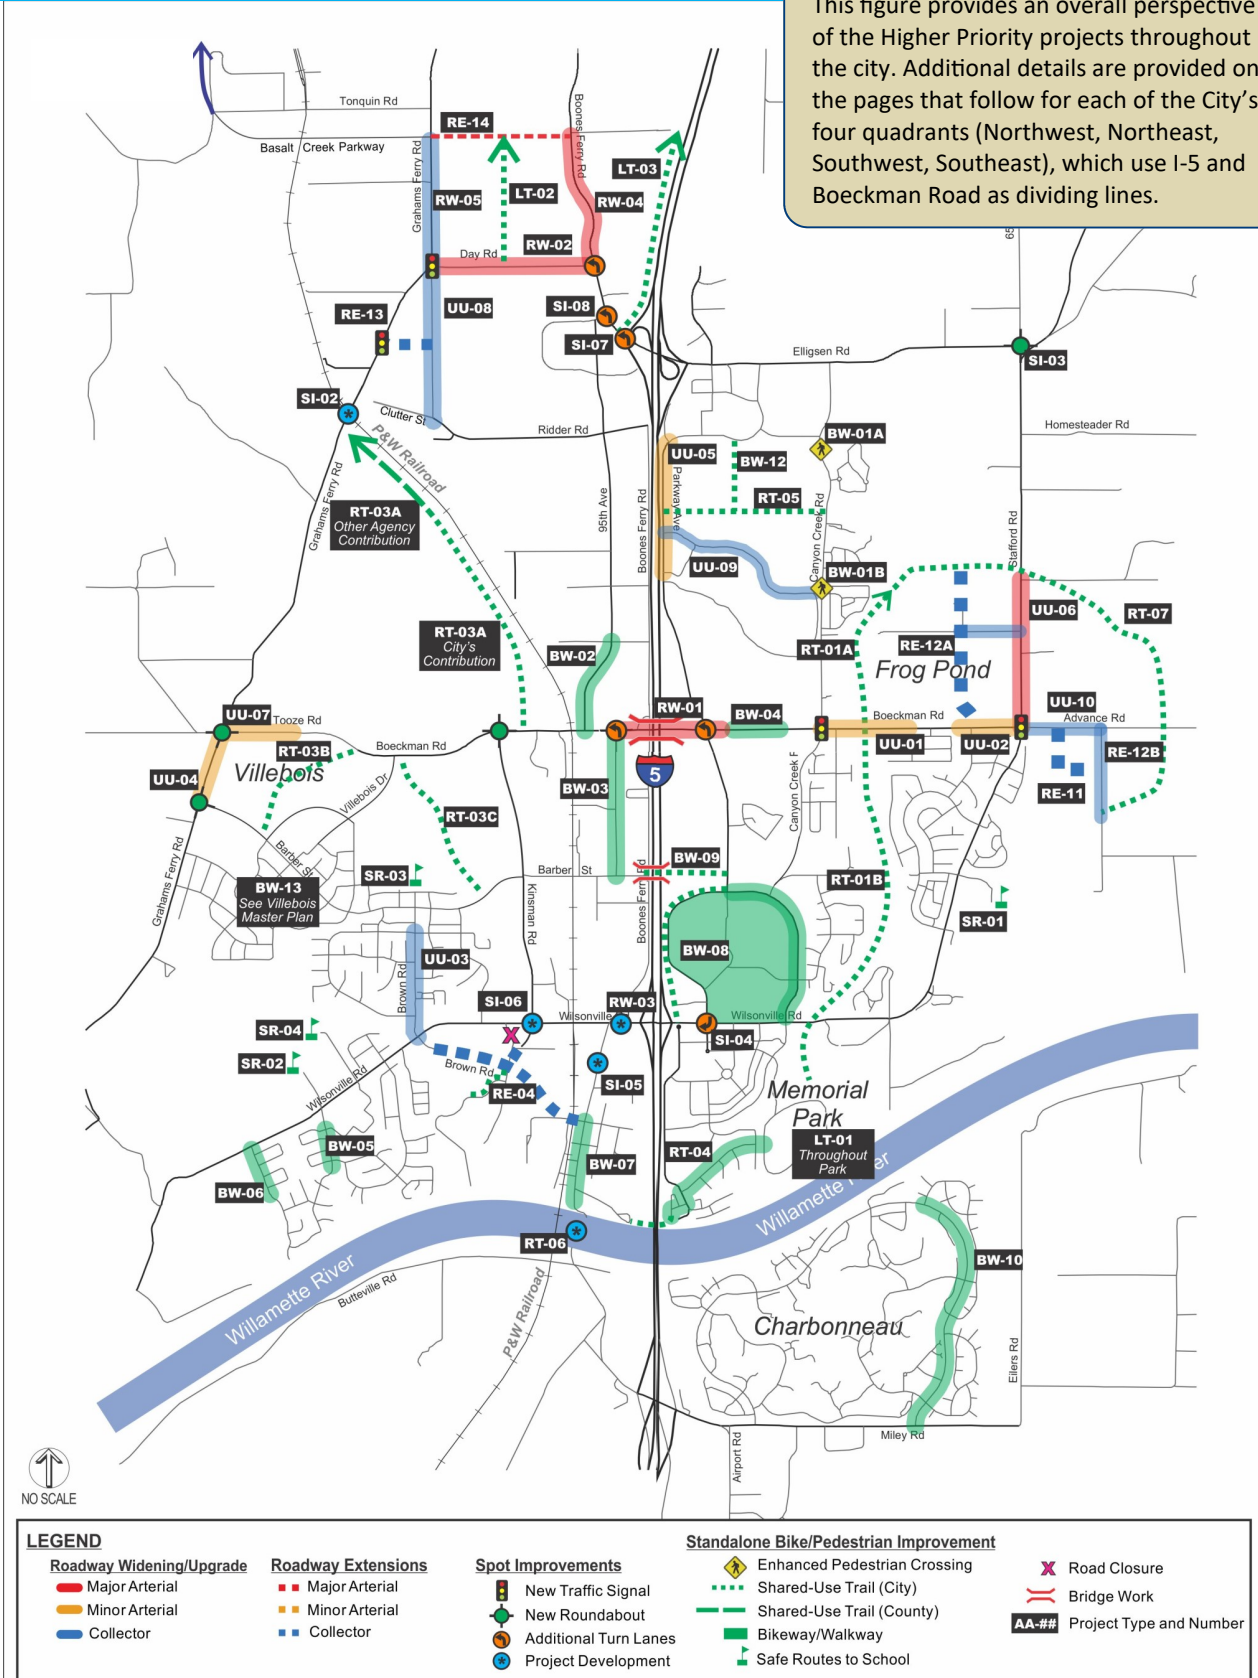 This figure provides an overall perspective
of the Higher Priority projects throughout
the city. Additional details are provided on
the pages that follow for each of the City's
four quadrants (Northwest, Northeast,
Southwest, Southeast), which use I-5 and
Boeckman Road as dividing lines.
Tonquin Rd
RE-14
Basalt Creek Parkway
Boones Ferry Rd
LT-03
Grahams Ferry Rd
RW-05
LT-02
RW-04
RW-02
Day Rd
65
UU-08
SI-08
RE-13
SI-07
Elligsen Rd
SI-03
SI-02
Clutter St
Ridder Rd
P&W Railroad
Homesteader Rd
BW-01A
UU-05
BW-12
Parkway Ave
RT-05
Grahams Ferry Rd
RT-03A
Other Agency
Contribution
95th Ave
Boones Ferry Rd
Canyon Creek Rd
Stafford Rd
UU-09
BW-01B
UU-06
RT-07
RT-03A
City's
Contribution
BW-02
RT-01A
RE-12A
Frog Pond
RW-01
BW-04
UU-10
UU-07
Tooze Rd
Boeckman Rd
Advance Rd
RT-03B
Boeckman Rd
UU-01
UU-02
RE-12B
UU-04
Villebois
5
BW-03
RE-11
Villebois Dr
RT-03C
Canyon Creek F
Grahams Ferry Rd
Barber St
SR-03
Barber St
BW-09
Boones Ferry Rd
RT-01B
BW-13
See Villebois
Master Plan
Kinsman Rd
SR-01
UU-03
BW-08
Brown Rd
SI-06
RW-03
Wilsonville Rd
Wilsonville Rd
SR-04
SI-04
SR-02
Brown Rd
SI-05
Wilsonville Rd
RE-04
Memorial
Park
LT-01
Throughout
Park
BW-05
RT-04
BW-07
BW-06
Willamette River
RT-06
BW-10
Willamette River
Butteville Rd
P&W Railroad
Charbonneau
Eilers Rd
Miley Rd
Airport Rd
NO SCALE
LEGEND
Roadway Widening/Upgrade
Major Arterial
Minor Arterial
Collector
Roadway Extensions
Major Arterial
Minor Arterial
Collector
Spot Improvements
New Traffic Signal
New Roundabout
Additional Turn Lanes
Project Development
Standalone Bike/Pedestrian Improvement
Enhanced Pedestrian Crossing
Shared-Use Trail (City)
Shared-Use Trail (County)
Bikeway/Walkway
Safe Routes to School
Road Closure
Bridge Work
AA-## Project Type and Number